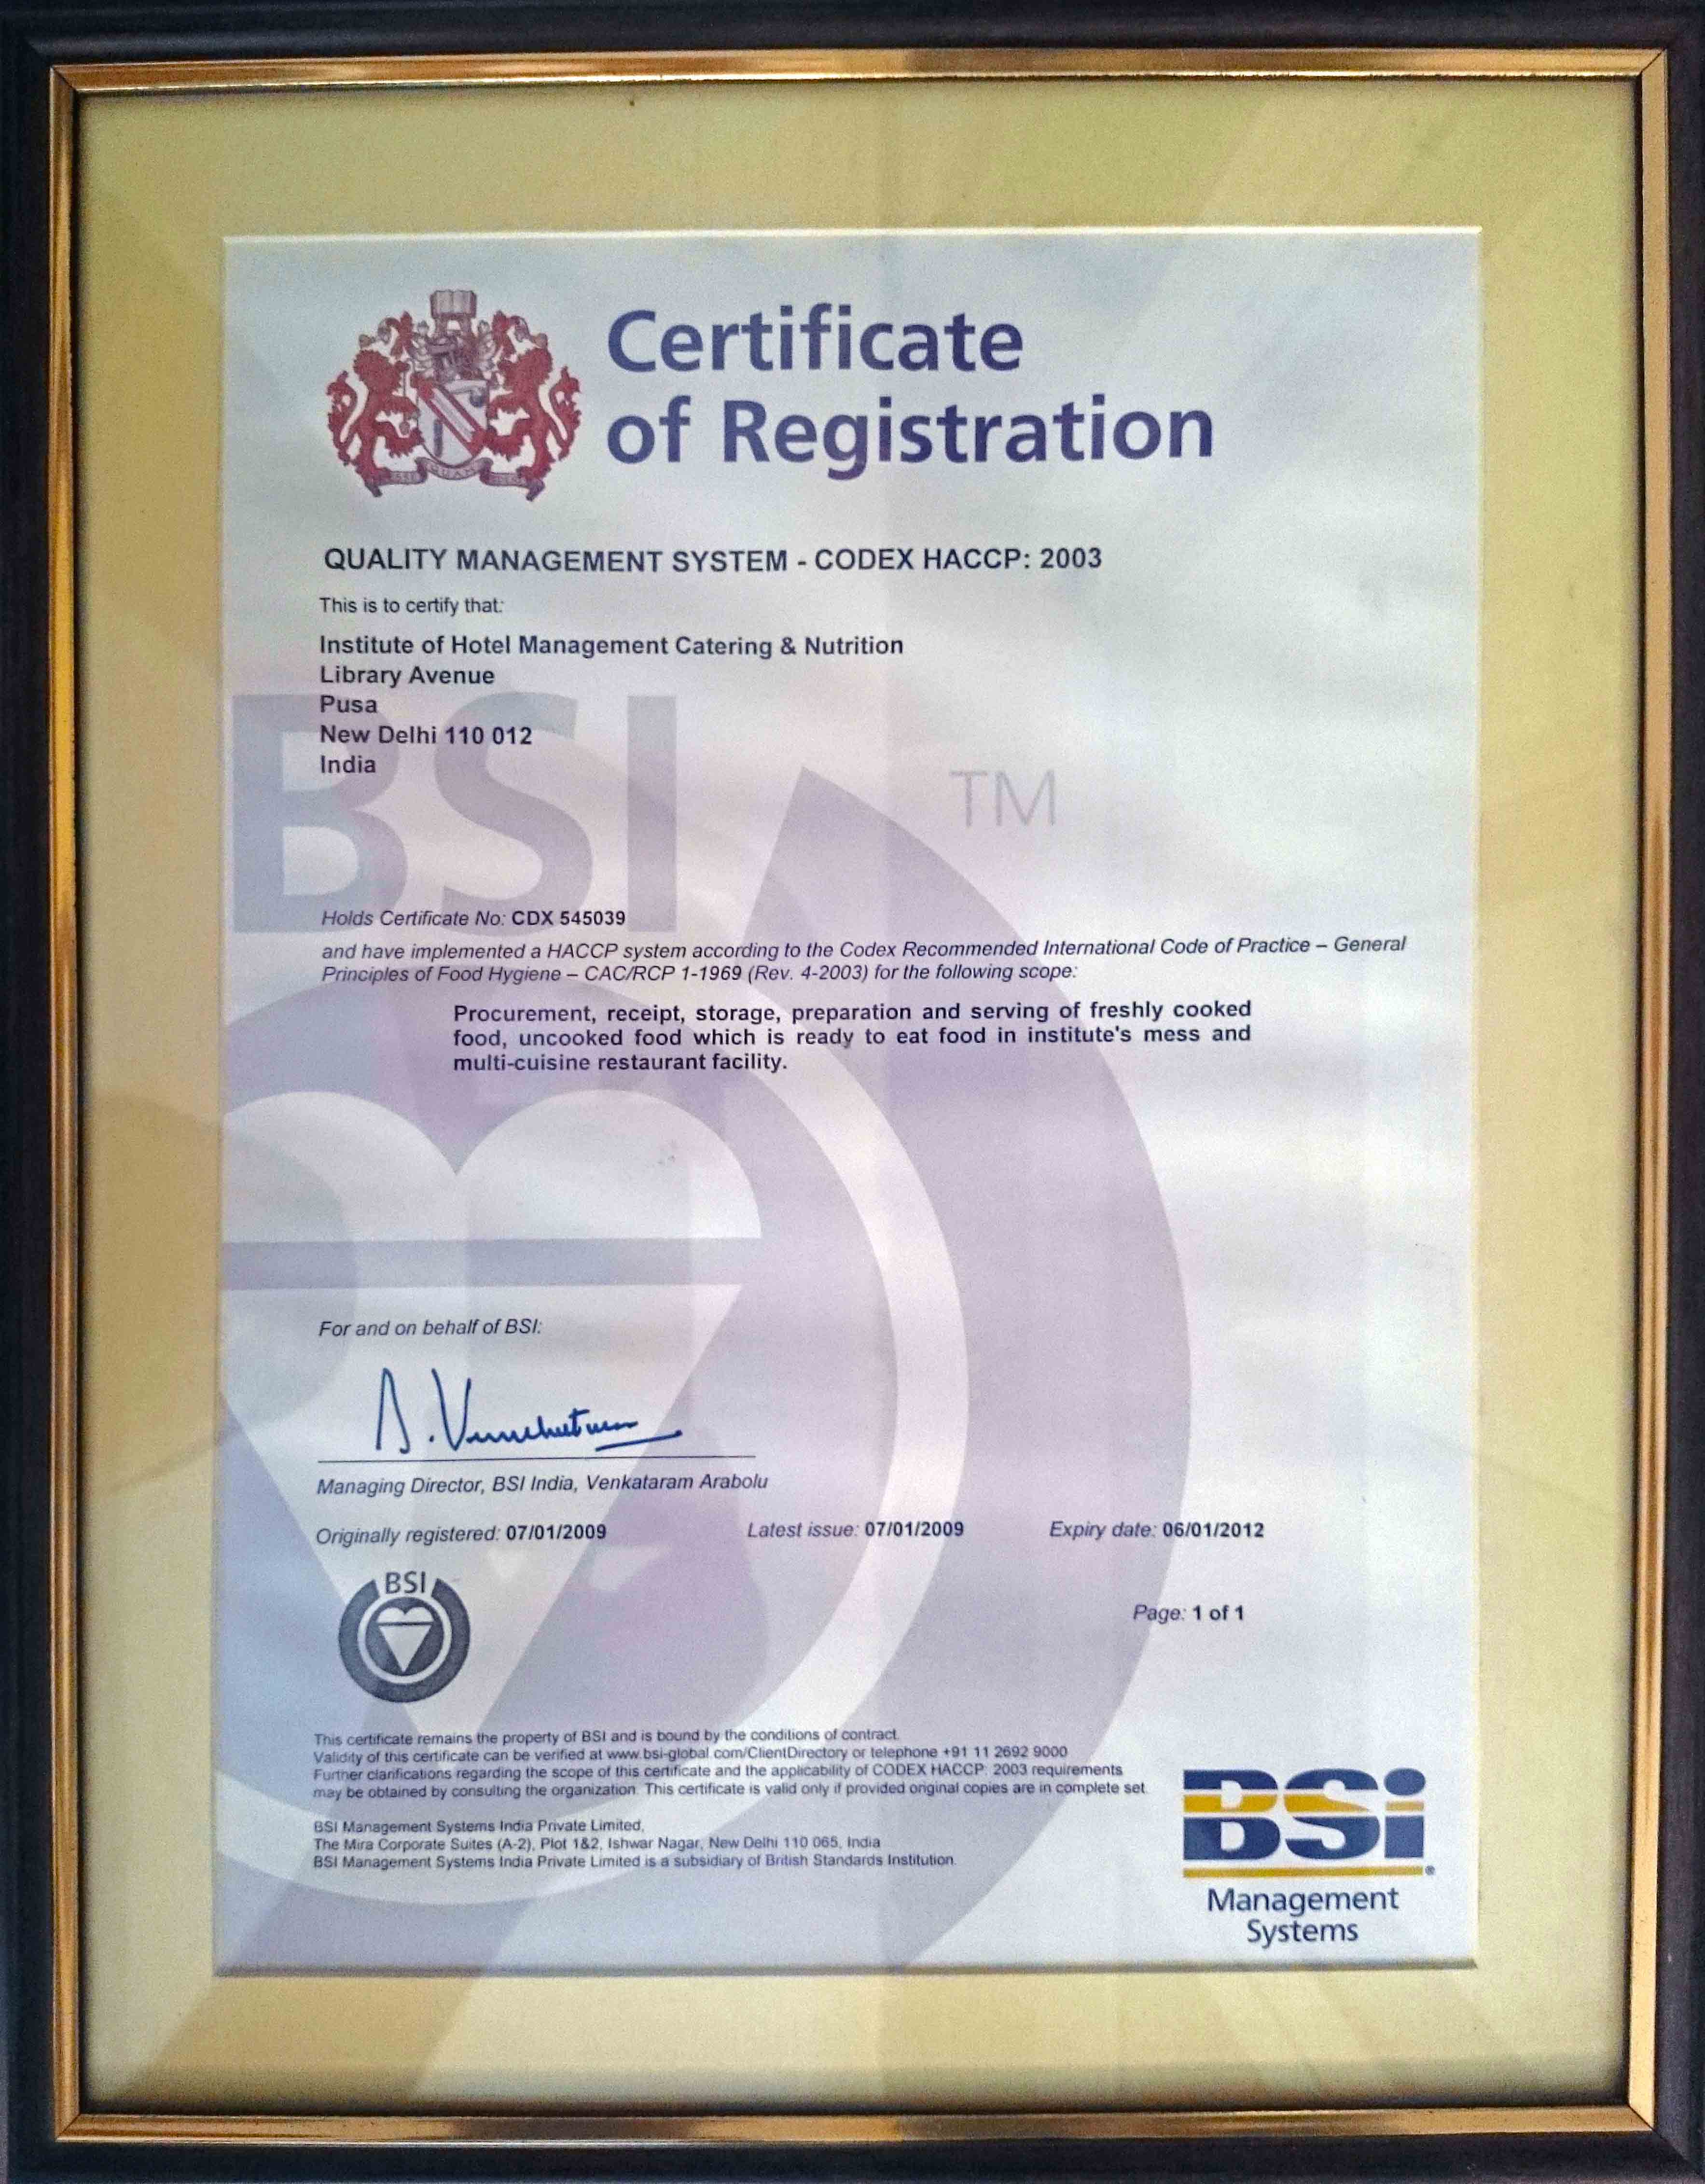 Certificate
of Registration
QUALITY MANAGEMENT SYSTEM - CODEX HACCP: 2003
This is to certify that:
Institute of Hotel Management Catering & Nutrition
Library Avenue
Pusa
New Delhi 110 012
India
BSI
TM
Holds Certificate No: CDX 545039
and have implemented a HACCP system according to the Codex Recommended International Code of Practice – General
Principles of Food Hygiene – CAC/RCP 1-1969 (Rev. 4-2003) for the following scope:
Procurement, receipt, storage, preparation and serving of freshly cooked
food, uncooked food which is ready to eat food in institute's mess and
multi-cuisine restaurant facility.
For and on behalf of BSI:
Managing Director, BSI India, Venkataram Arabolu
Originally registered: 07/01/2009 Latest issue: 07/01/2009 Expiry date: 06/01/2012
BSI
Page: 1 of 1
This certificate remains the property of BSI and is bound by the conditions of contract.
Validity of this certificate can be verified at www.bsi-global.com/ClientDirectory or telephone +91 11 2692 9000
Further clarifications regarding the scope of this certificate and the applicability of CODEX HACCP: 2003 requirements
may be obtained by consulting the organization. This certificate is valid only if provided original copies are in complete set.
BSI Management Systems India Private Limited,
The Mira Corporate Suites (A-2), Plot 1&2, Ishwar Nagar, New Delhi 110 065, India
BSI Management Systems India Private Limited is a subsidiary of British Standards Institution.
BSi®
Management
Systems